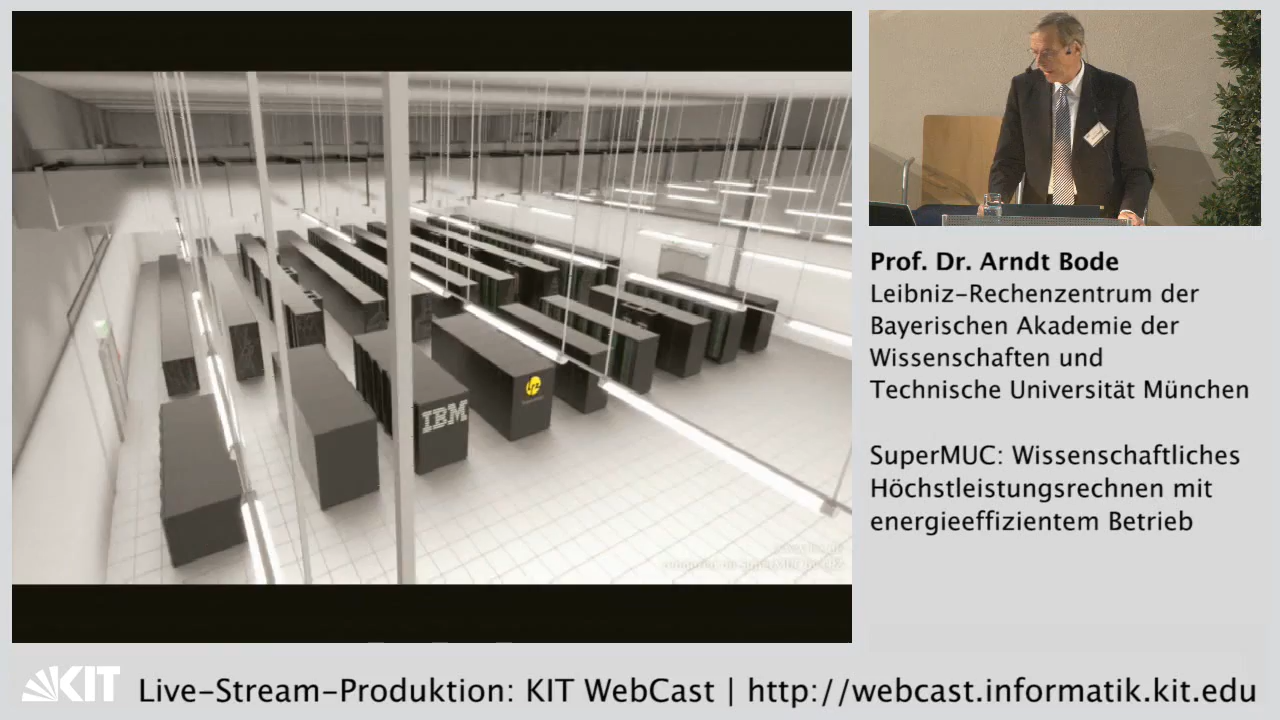 IBM
lrz
Prof. Dr. Arndt Bode
Leibniz-Rechenzentrum der
Bayerischen Akademie der
Wissenschaften und
Technische Universität München
SuperMUC: Wissenschaftliches
Höchstleistungsrechnen mit
energieeffizientem Betrieb
KIT
Live-Stream-Produktion: KIT WebCast | http://webcast.informatik.kit.edu